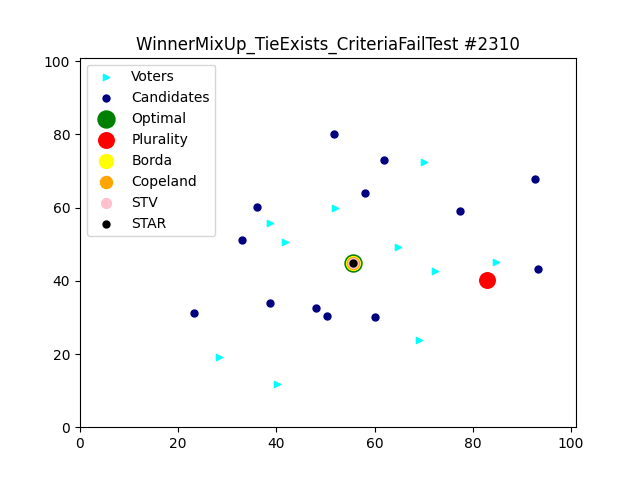 WinnerMixUp_TieExists_CriteriaFailTest #2310
100
80
60
40
20
0
Voters
Candidates
Optimal
Plurality
Borda
Copeland
STV
STAR
0 20 40 60 80 100